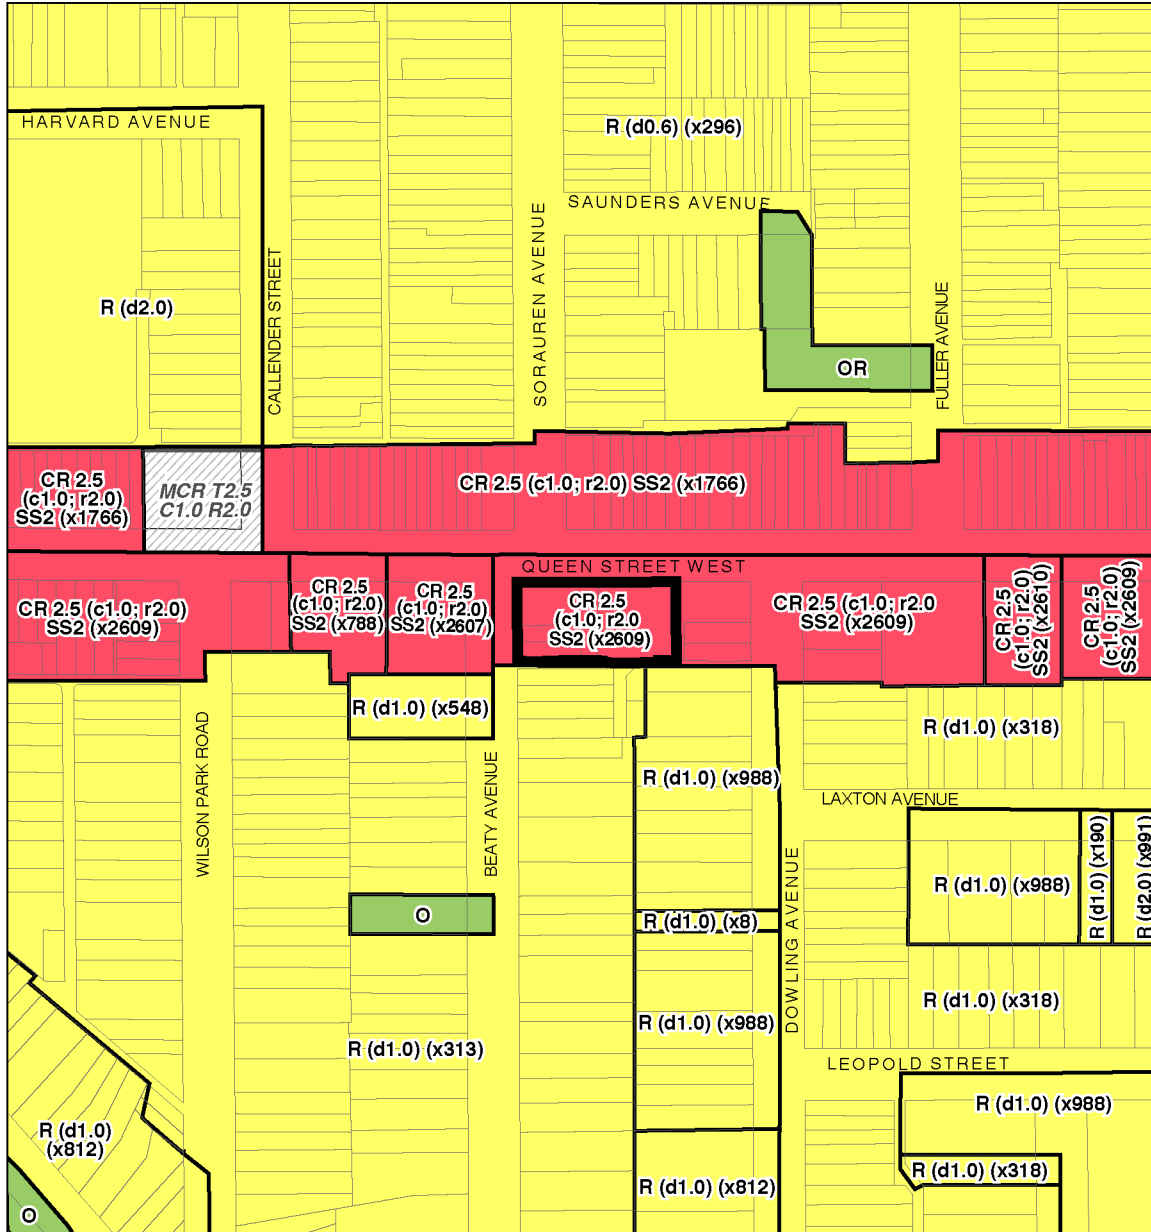 HARVARD AVENUE
R (d0.6) (x296)
SAUNDERS AVENUE
SORAUREN AVENUE
CALLENDER STREET
R (d2.0)
FULLER AVENUE
OR
CR 2.5
(c1.0; r2.0)
SS2 (x1766)
MCR T2.5
C1.0 R2.0
CR 2.5 (c1.0; r2.0) SS2 (x1766)
QUEEN STREET WEST
CR 2.5 (c1.0; r2.0)
SS2 (x2609)
CR 2.5
(c1.0; r2.0)
SS2 (x788)
CR 2.5
(c1.0; r2.0)
SS2 (x2607)
CR 2.5
(c1.0; r2.0
SS2 (x2609)
CR 2.5 (c1.0; r2.0
SS2 (x2609)
CR 2.5
(c1.0; r2.0)
SS2 (x2610)
CR 2.5
(c1.0; r2.0)
SS2 (x2609)
R (d1.0) (x548)
R (d1.0) (x318)
WILSON PARK ROAD
BEATY AVENUE
R (d1.0) (x988)
LAXTON AVENUE
DOWLING AVENUE
R (d1.0) (x988)
R (d1.0) (x190)
R (d2.0) (x991)
O
R (d1.0) (x8)
R (d1.0) (x318)
R (d1.0) (x988)
R (d1.0) (x313)
LEOPOLD STREET
R (d1.0) (x988)
R (d1.0)
(x812)
R (d1.0) (x318)
R (d1.0) (x812)
O